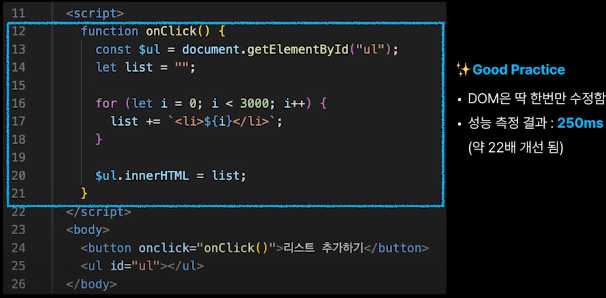 11 <script>
12 function onClick() {
13 const $ul = document.getElementById("ul");
14 let list = "";
15
16 for (let i = 0; i < 3000; i++) {
17 list += `<li>${i}</li>`;
18 }
19
20 $ul.innerHTML = list;
21 }
22 </script>
23 <body>
24 <button onclick="onClick()">리스트 추가하기</button>
25 <ul id="ul"></ul>
26 </body>
✨Good Practice
• DOM은 딱 한번만 수정함
• 성능 측정 결과 : 250ms
(약 22배 개선 됨)